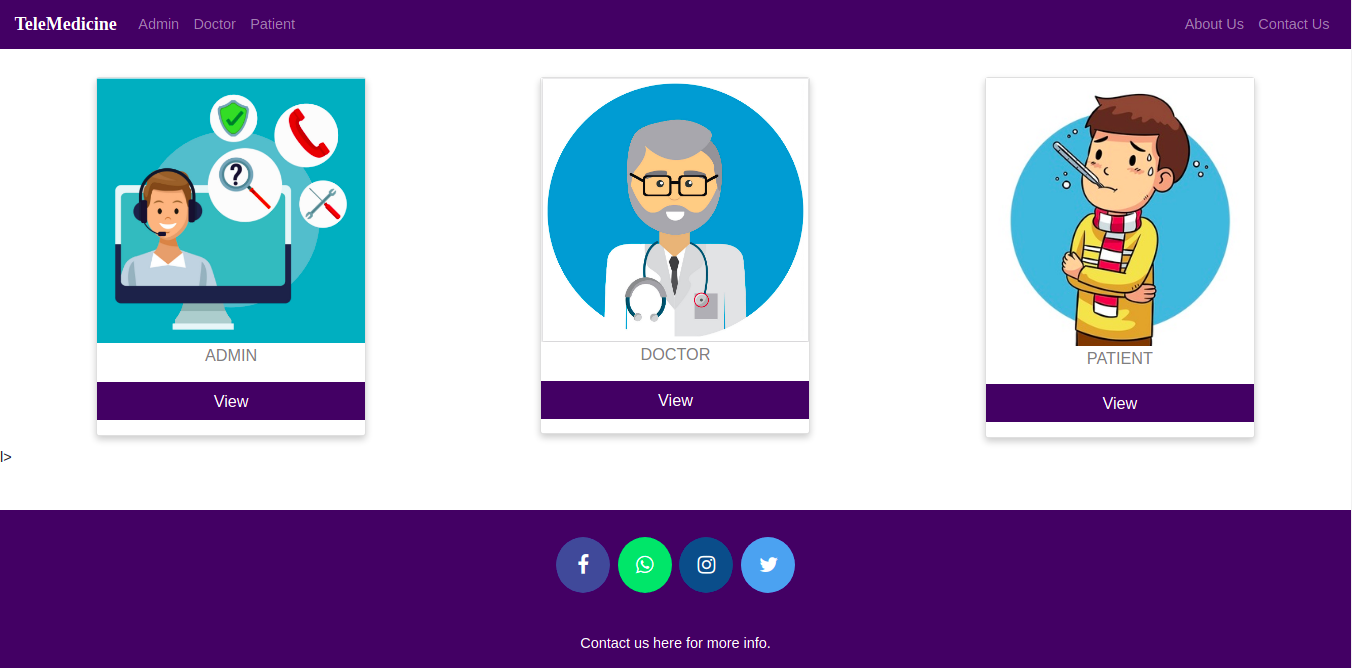 TeleMedicine Admin Doctor Patient About Us Contact Us
?
ADMIN
View
DOCTOR
View
PATIENT
View
l>
Contact us here for more info.